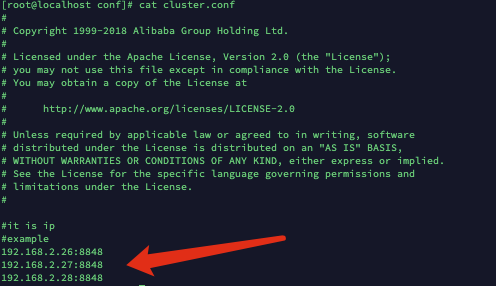 [root@localhost conf]# cat cluster.conf
#
# Copyright 1999-2018 Alibaba Group Holding Ltd.
#
# Licensed under the Apache License, Version 2.0 (the "License");
# you may not use this file except in compliance with the License.
# You may obtain a copy of the License at
#
#      http://www.apache.org/licenses/LICENSE-2.0
#
# Unless required by applicable law or agreed to in writing, software
# distributed under the License is distributed on an "AS IS" BASIS,
# WITHOUT WARRANTIES OR CONDITIONS OF ANY KIND, either express or implied.
# See the License for the specific language governing permissions and
# limitations under the License.
#

#it is ip
#example
192.168.2.26:8848
192.168.2.27:8848
192.168.2.28:8848